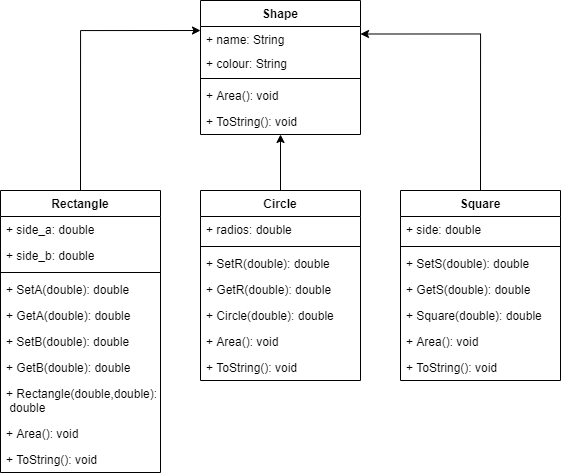 Shape
+ name: String
+ colour: String
+ Area(): void
+ ToString(): void
Rectangle
+ side_a: double
+ side_b: double
+ SetA(double): double
+ GetA(double): double
+ SetB(double): double
+ GetB(double): double
+ Rectangle(double,double):
double
+ Area(): void
+ ToString(): void
Circle
+ radios: double
+ SetR(double): double
+ GetR(double): double
+ Circle(double): double
+ Area(): void
+ ToString(): void
Square
+ side: double
+ SetS(double): double
+ GetS(double): double
+ Square(double): double
+ Area(): void
+ ToString(): void